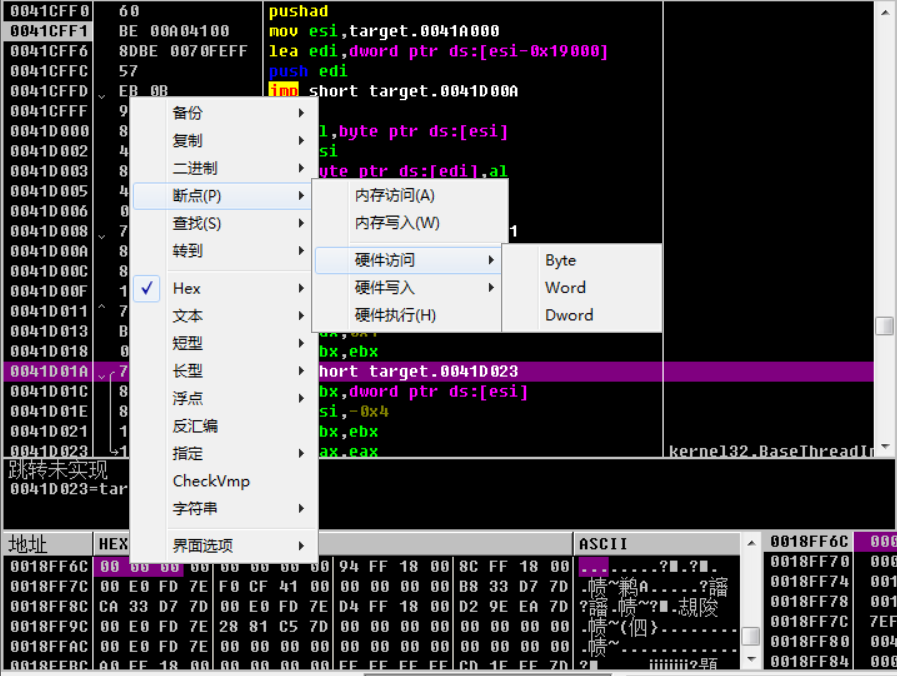 0041CFF0 60 pushad
0041CFF1 BE 00A04100 mov esi,target.0041A000
0041CFF6 8DBE 0070FEFF lea edi,dword ptr ds:[esi-0x19000]
0041CFFC 57 push edi
0041CFFD EB 0B jmp short target.0041D00A
0041CFFF 9
0041D000 8 l,byte ptr ds:[esi]
0041D002 4 si
0041D003 8 yte ptr ds:[edi],al
0041D005 4
0041D006 0
0041D008 7 1
0041D00A 8
0041D00C 8
0041D00F 1
0041D011 7
0041D013 B
0041D018 0 bx,ebx
0041D01A 7 hort target.0041D023
0041D01C 8 bx,dword ptr ds:[esi]
0041D01E 8 si,-0x4
0041D021 1 bx,ebx
0041D023 1 ax,eax kernel32.BaseThreadIn
备份
复制
二进制
断点(P)
查找(S)
转到
Hex
文本
短型
长型
浮点
反汇编
指定
CheckVmp
字符串
界面选项
内存访问(A)
内存写入(W)
硬件访问
硬件写入
硬件执行(H)
Byte
Word
Dword
跳转未实现
0041D023=tar
地址 HEX ASCII
0018FF6C 00 00 00 00 00 00 00 00 94 FF 18 00 8C FF 18 00
0018FF7C 00 E0 FD 7E F0 CF 41 00 00 00 00 00 B8 33 D7 7D
0018FF8C CA 33 D7 7D 00 E0 FD 7E D4 FF 18 00 D2 9E EA 7D
0018FF9C 00 E0 FD 7E 28 81 C5 7D 00 00 00 00 00 00 00 00
0018FFAC 00 E0 FD 7E 00 00 00 00 00 00 00 00 00 00 00 00
0018FFBC A0 FF 18 00 00 00 00 00 FF FF FF FF CD 1F FF 7D
0018FF6C 000
0018FF70 000
0018FF74 001
0018FF78 001
0018FF7C 7EF
0018FF80 004
0018FF84 000